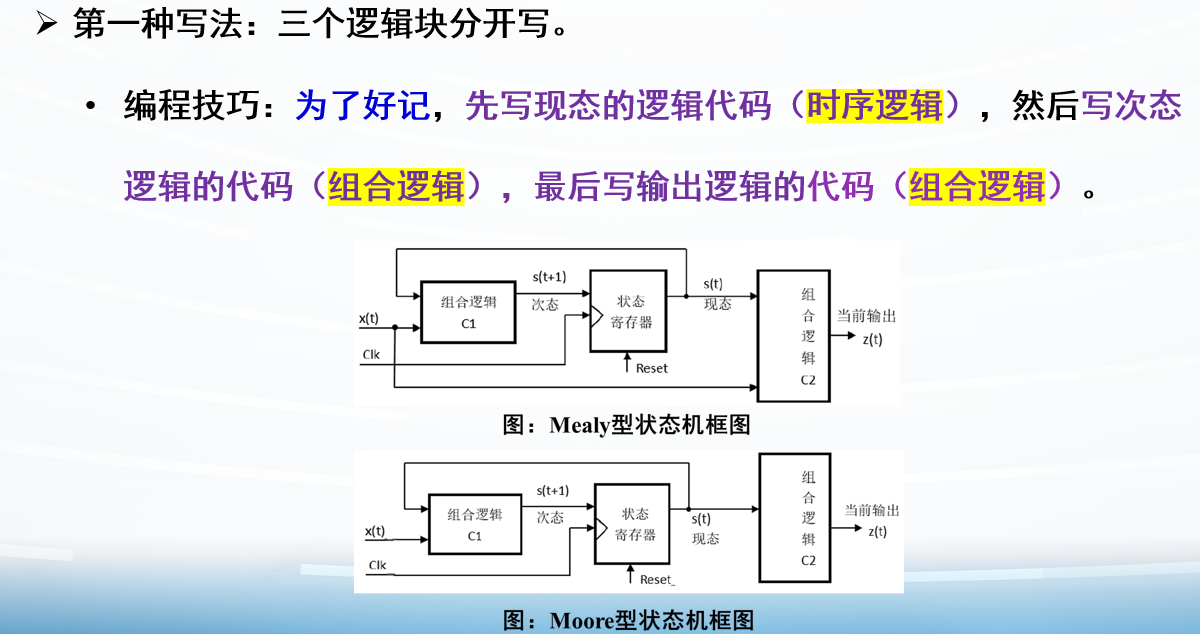 ➢ 第一种写法：三个逻辑块分开写。
• 编程技巧：为了好记，先写现态的逻辑代码（时序逻辑），然后写次态
逻辑的代码（组合逻辑），最后写输出逻辑的代码（组合逻辑）。
x(t)
Clk
组合逻辑
C1
s(t+1)
次态
状态
寄存器
Reset
s(t)
现态
组
合
逻
辑
C2
当前输出
z(t)
图：Mealy型状态机框图
x(t)
Clk
组合逻辑
C1
s(t+1)
次态
状态
寄存器
Reset_
s(t)
现态
组
合
逻
辑
C2
当前输出
z(t)
图：Moore型状态机框图